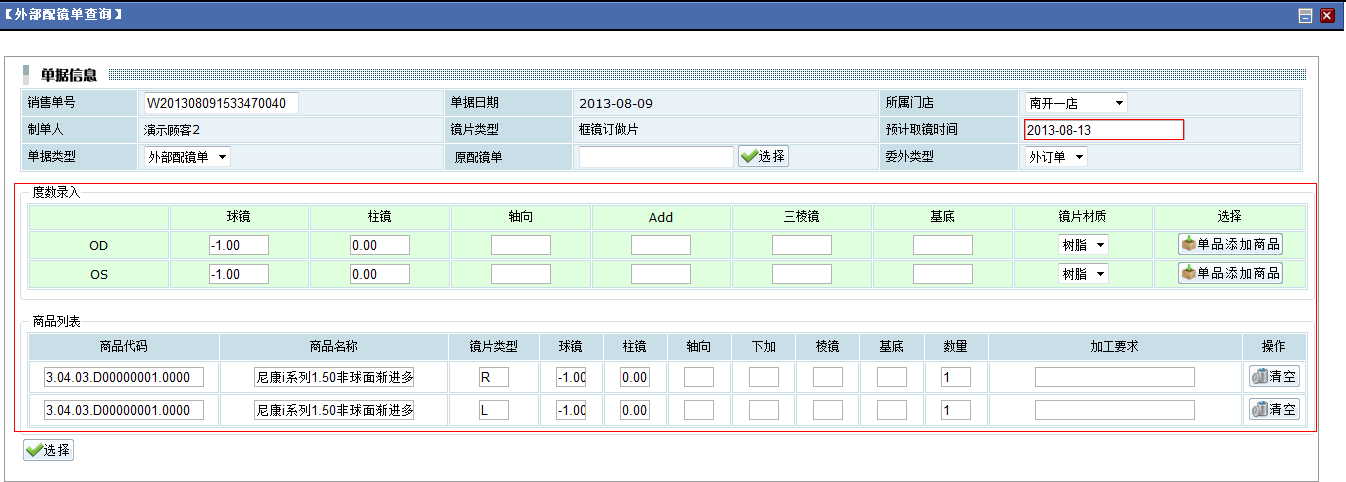 【外部配镜单查询】
单据信息
销售单号 W201308091533470040 单据日期 2013-08-09 所属门店 南开一店
制单人 演示顾客2 镜片类型 框镜订做片 预计取镜时间 2013-08-13
单据类型 外部配镜单 原配镜单 选择 委外类型 外订单
度数录入
球镜 柱镜 轴向 Add 三棱镜 基底 镜片材质 选择
OD -1.00 0.00 树脂 单品添加商品
OS -1.00 0.00 树脂 单品添加商品
商品列表
商品代码 商品名称 镜片类型 球镜 柱镜 轴向 下加 棱镜 基底 数量 加工要求 操作
3.04.03.D00000001.0000 尼康i系列1.50非球面渐进多 R -1.00 0.00 1 清空
3.04.03.D00000001.0000 尼康i系列1.50非球面渐进多 L -1.00 0.00 1 清空
选择